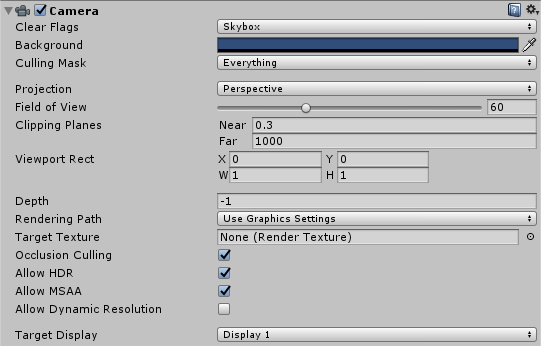 Camera
Clear Flags Skybox
Background
Culling Mask Everything
Projection Perspective
Field of View 60
Clipping Planes Near 0.3
Far 1000
Viewport Rect X 0 Y 0
W 1 H 1
Depth -1
Rendering Path Use Graphics Settings
Target Texture None (Render Texture)
Occlusion Culling
Allow HDR
Allow MSAA
Allow Dynamic Resolution
Target Display Display 1